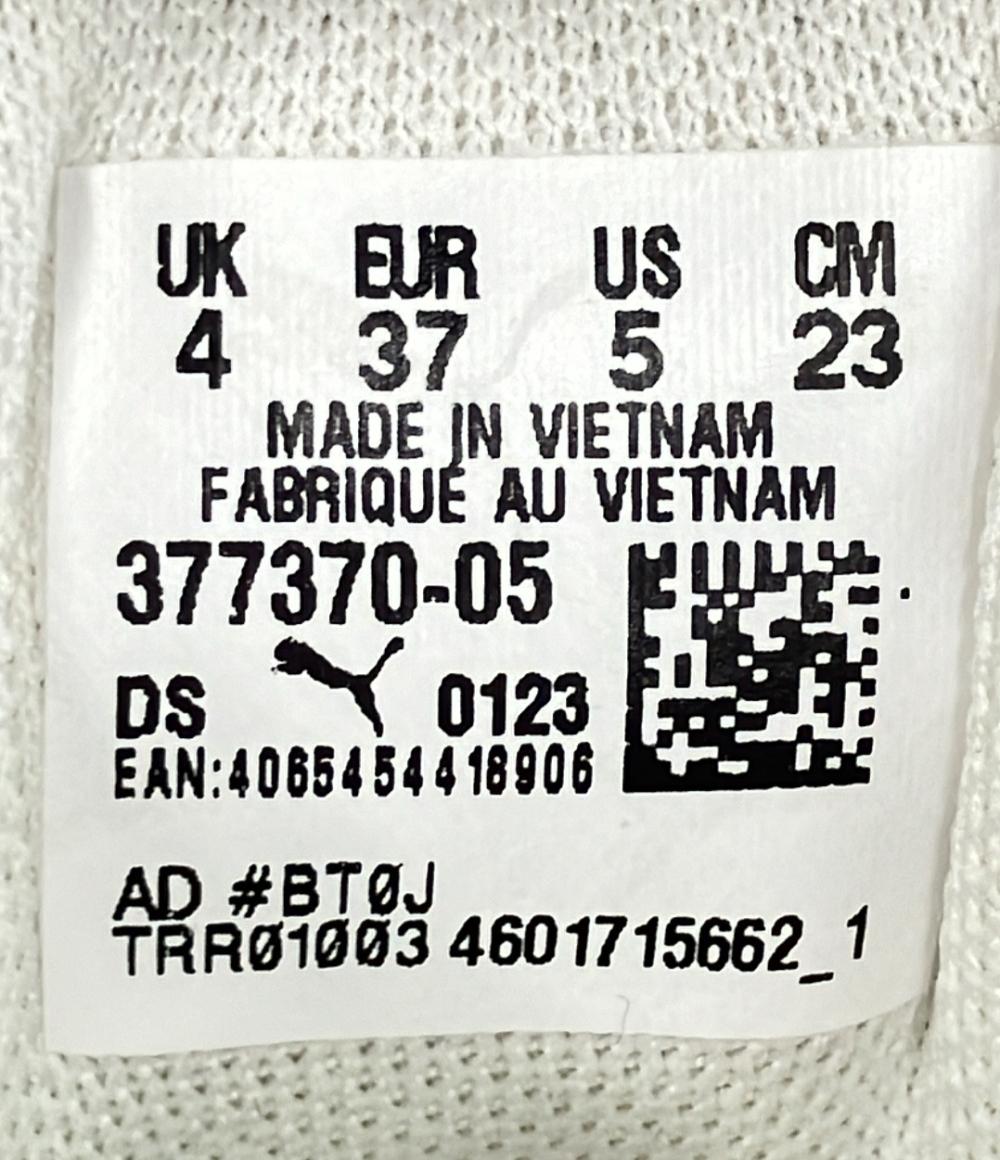 UK EUR US CM
4 37 5 23
MADE IN VIETNAM
FABRIQUÉ AU VIETNAM
377370-05
DS 0123
EAN:4065454418906
AD #BTØJ
TRRØ1ØØ3 4601715662_1